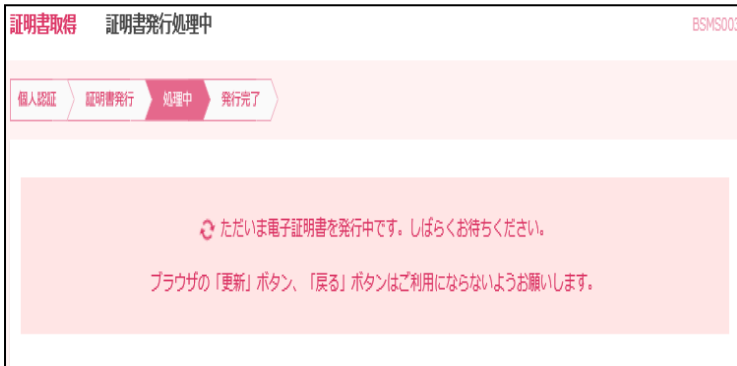 証明書取得 証明書発行処理中 BSMS003
個人認証 証明書発行 処理中 発行完了
ただいま電子証明書を発行中です。しばらくお待ちください。
ブラウザの「更新」ボタン、「戻る」ボタンはご利用にならないようお願いします。